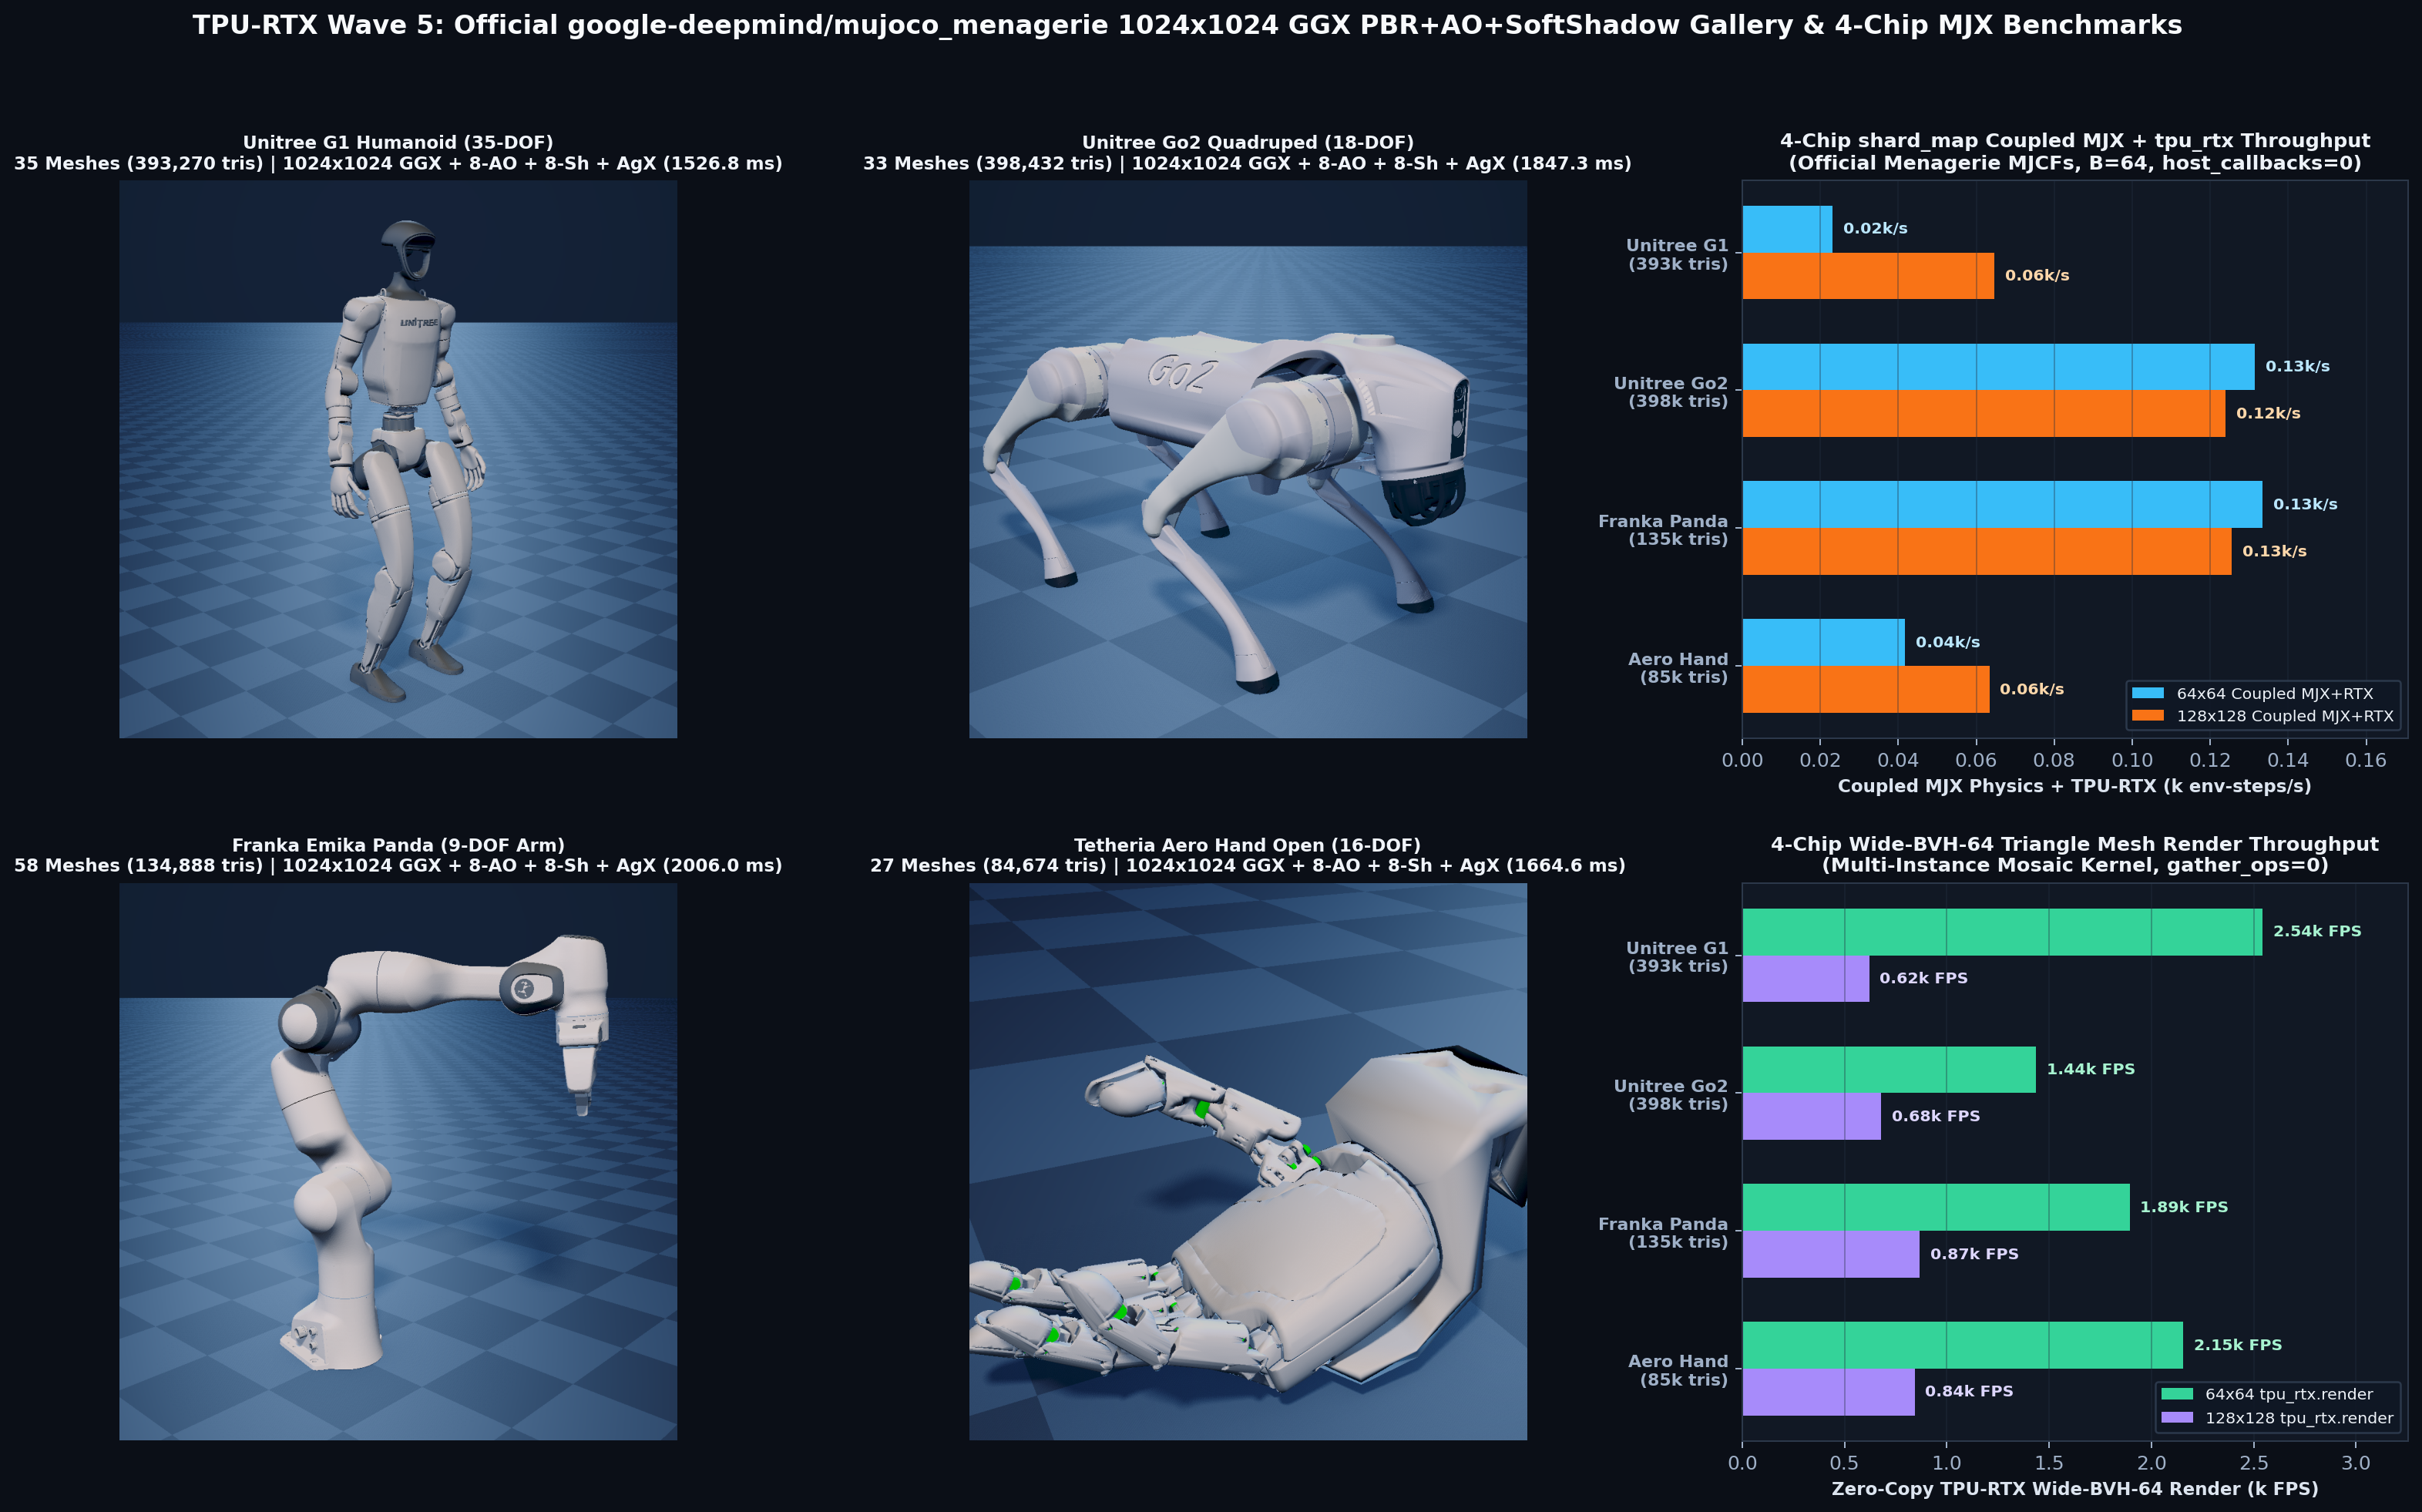 TPU-RTX Wave 5: Official google-deepmind/mujoco_menagerie 1024x1024 GGX PBR+AO+SoftShadow Gallery & 4-Chip MJX Benchmarks
Unitree G1 Humanoid (35-DOF)
35 Meshes (393,270 tris) | 1024x1024 GGX + 8-AO + 8-Sh + AgX (1526.8 ms)
UNITREE
Unitree Go2 Quadruped (18-DOF)
33 Meshes (398,432 tris) | 1024x1024 GGX + 8-AO + 8-Sh + AgX (1847.3 ms)
Go2
4-Chip shard_map Coupled MJX + tpu_rtx Throughput
(Official Menagerie MJCFs, B=64, host_callbacks=0)
Unitree G1
(393k tris)
0.02k/s
0.06k/s
Unitree Go2
(398k tris)
0.13k/s
0.12k/s
Franka Panda
(135k tris)
0.13k/s
0.13k/s
Aero Hand
(85k tris)
0.04k/s
0.06k/s
64x64 Coupled MJX+RTX
128x128 Coupled MJX+RTX
0.00 0.02 0.04 0.06 0.08 0.10 0.12 0.14 0.16
Coupled MJX Physics + TPU-RTX (k env-steps/s)
Franka Emika Panda (9-DOF Arm)
58 Meshes (134,888 tris) | 1024x1024 GGX + 8-AO + 8-Sh + AgX (2006.0 ms)
Tetheria Aero Hand Open (16-DOF)
27 Meshes (84,674 tris) | 1024x1024 GGX + 8-AO + 8-Sh + AgX (1664.6 ms)
4-Chip Wide-BVH-64 Triangle Mesh Render Throughput
(Multi-Instance Mosaic Kernel, gather_ops=0)
Unitree G1
(393k tris)
2.54k FPS
0.62k FPS
Unitree Go2
(398k tris)
1.44k FPS
0.68k FPS
Franka Panda
(135k tris)
1.89k FPS
0.87k FPS
Aero Hand
(85k tris)
2.15k FPS
0.84k FPS
64x64 tpu_rtx.render
128x128 tpu_rtx.render
0.0 0.5 1.0 1.5 2.0 2.5 3.0
Zero-Copy TPU-RTX Wide-BVH-64 Render (k FPS)